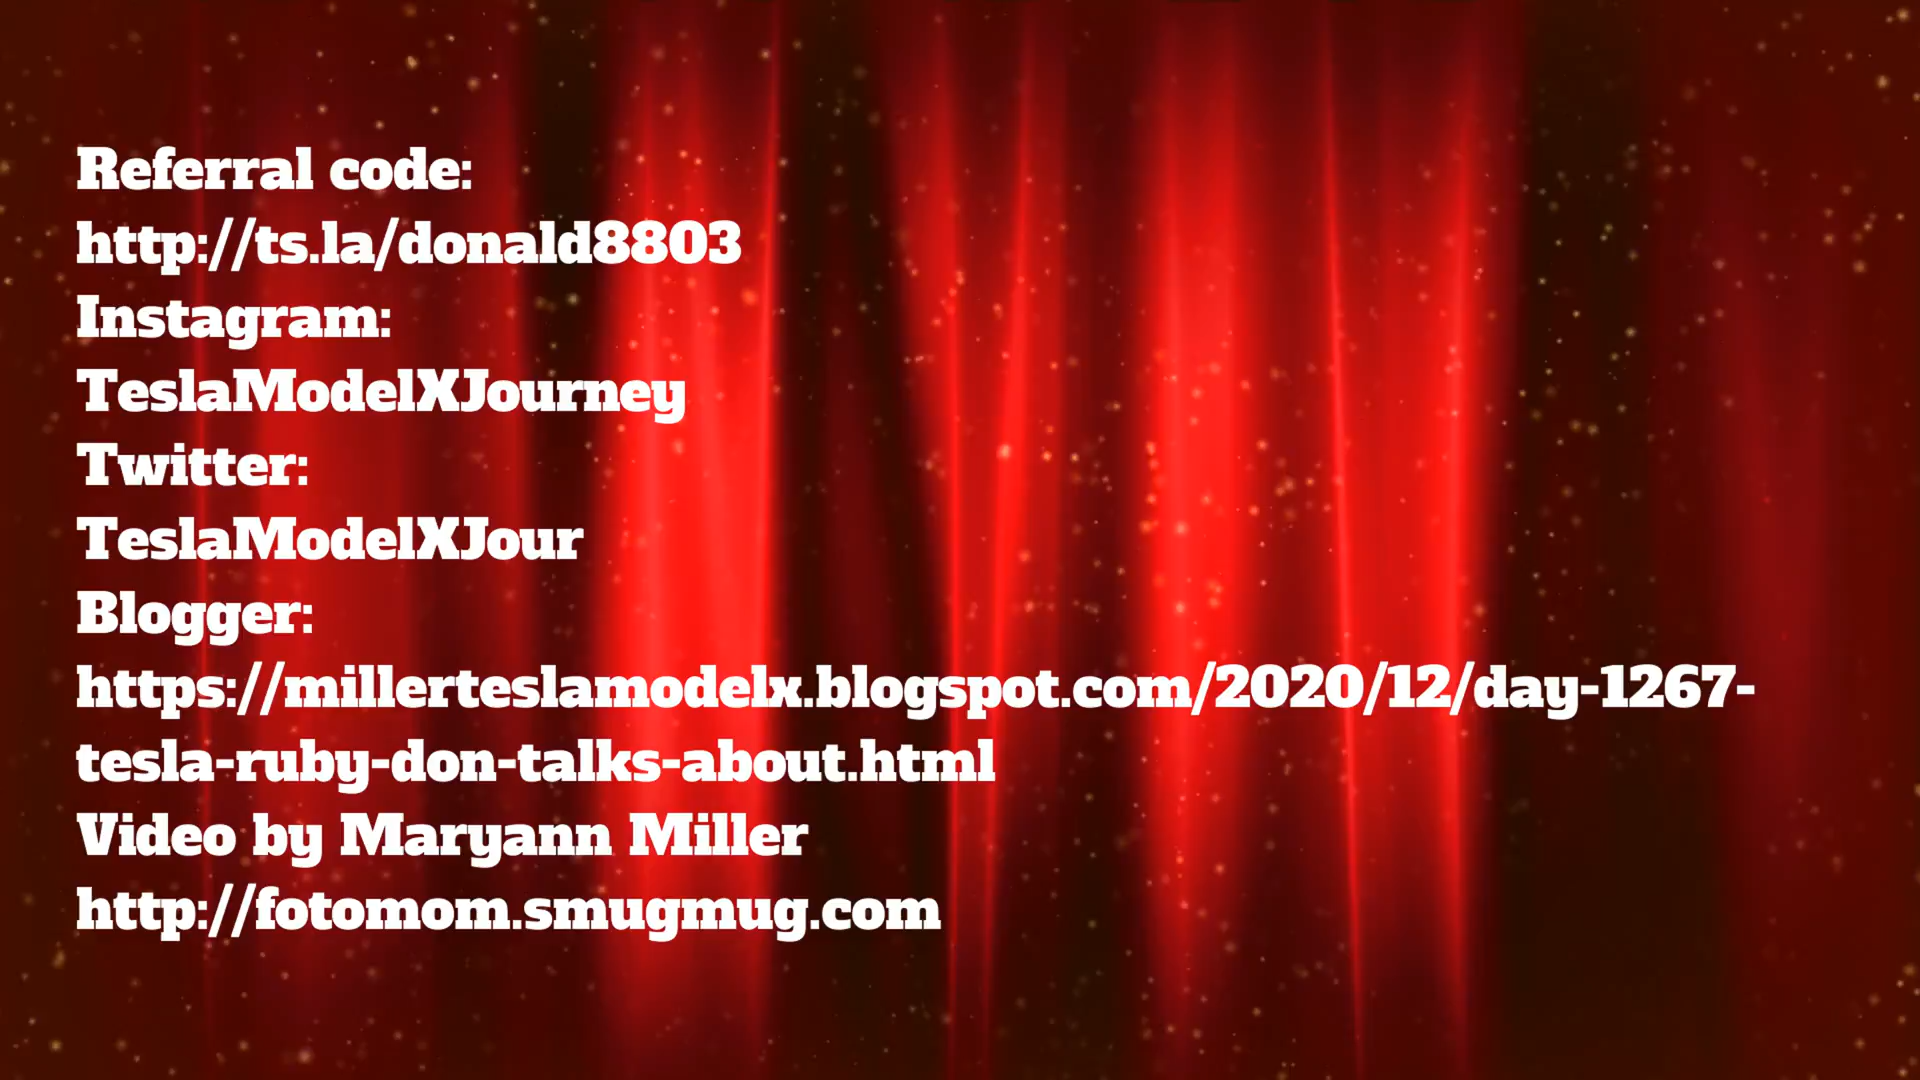 Referral code:
http://ts.la/donald8803
Instagram:
TeslaModelXJourney
Twitter:
TeslaModelXJour
Blogger:
https://millerteslamodelx.blogspot.com/2020/12/day-1267-
tesla-ruby-don-talks-about.html
Video by Maryann Miller
http://fotomom.smugmug.com